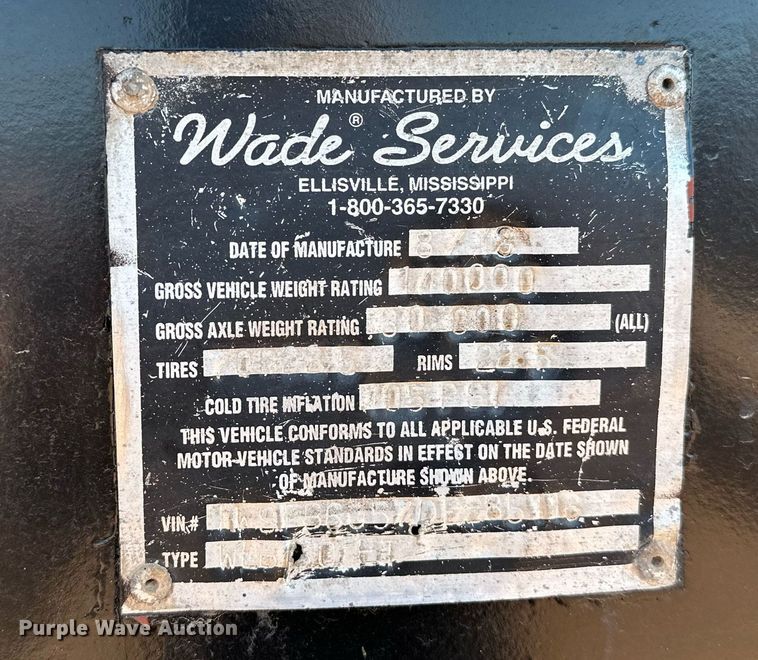 MANUFACTURED BY
Wade® Services
ELLISVILLE, MISSISSIPPI
1-800-365-7330
DATE OF MANUFACTURE
GROSS VEHICLE WEIGHT RATING
GROSS AXLE WEIGHT RATING (ALL)
TIRES RIMS
COLD TIRE INFLATION
THIS VEHICLE CONFORMS TO ALL APPLICABLE U.S. FEDERAL
MOTOR-VEHICLE STANDARDS IN EFFECT ON THE DATE SHOWN
OF MANUFACTURE SHOWN ABOVE.
VIN#
TYPE
Purple Wave Auction